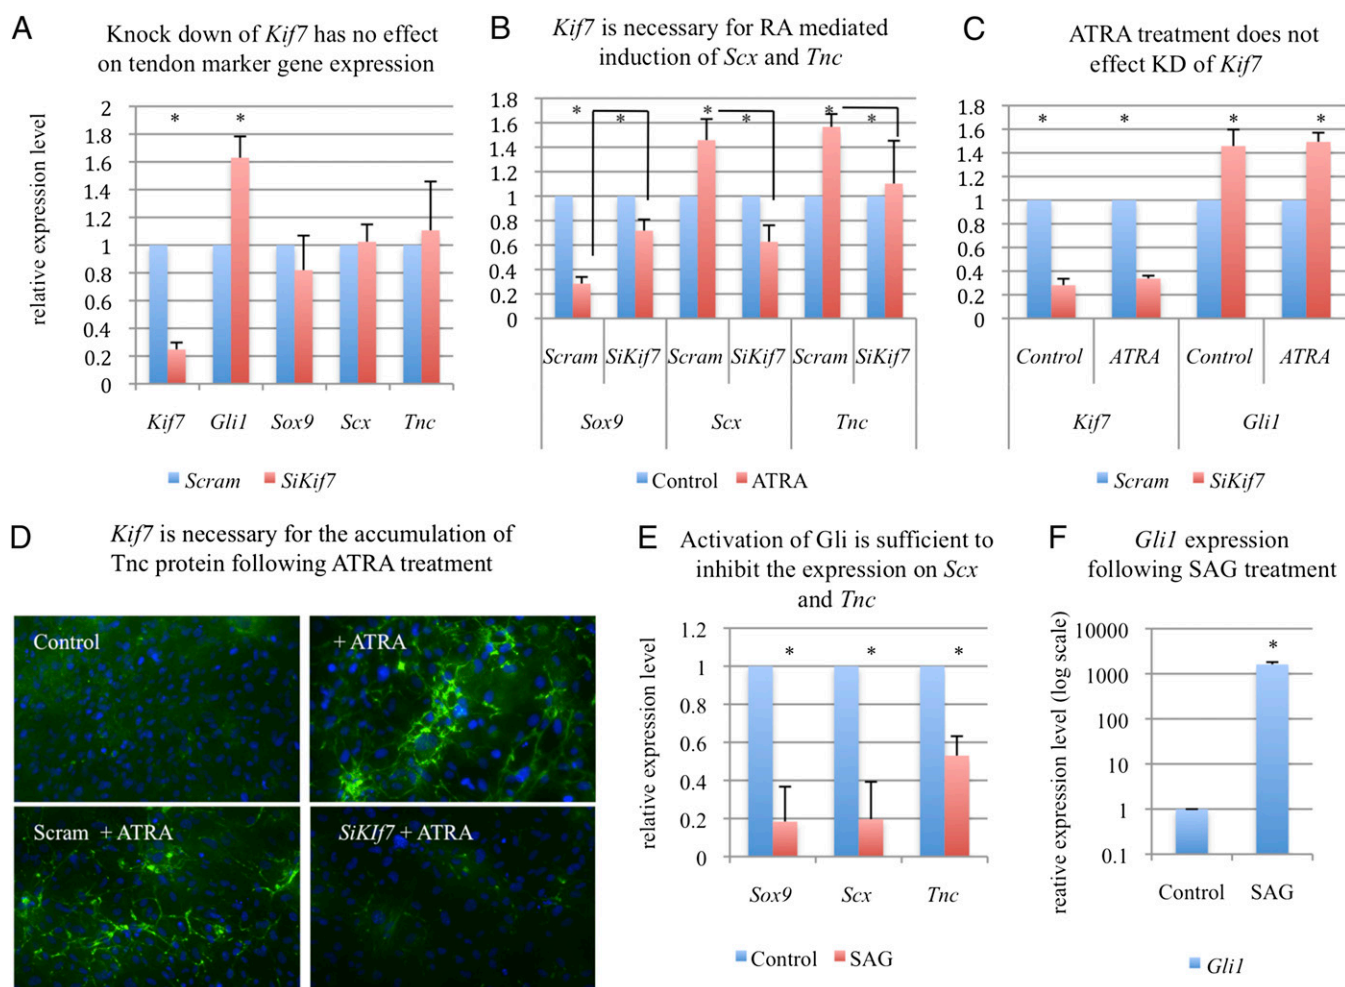 A
Knock down of Kif7 has no effect
on tendon marker gene expression
relative expression level
2
1.8
1.6
1.4
1.2
1
0.8
0.6
0.4
0.2
0
* *
Kif7 Gli1 Sox9 Scx Tnc
Scram SiKif7
B
Kif7 is necessary for RA mediated
induction of Scx and Tnc
1.8
1.6
1.4
1.2
1
0.8
0.6
0.4
0.2
0
* * * * * *
Scram SiKif7 Scram SiKif7 Scram SiKif7
Sox9 Scx Tnc
Control ATRA
C
ATRA treatment does not
effect KD of Kif7
1.8
1.6
1.4
1.2
1
0.8
0.6
0.4
0.2
0
* * * *
Control ATRA Control ATRA
Kif7 Gli1
Scram SiKif7
D
Kif7 is necessary for the accumulation of
Tnc protein following ATRA treatment
Control
+ ATRA
Scram + ATRA
SiKIf7 + ATRA
E
Activation of Gli is sufficient to
inhibit the expression on Scx
and Tnc
relative expression level
1.2
1
0.8
0.6
0.4
0.2
0
* * *
Sox9 Scx Tnc
Control SAG
F
Gli1 expression
following SAG treatment
reative expression level (log scale)
10000
1000
100
10
1
0.1
*
Control SAG
Gli1